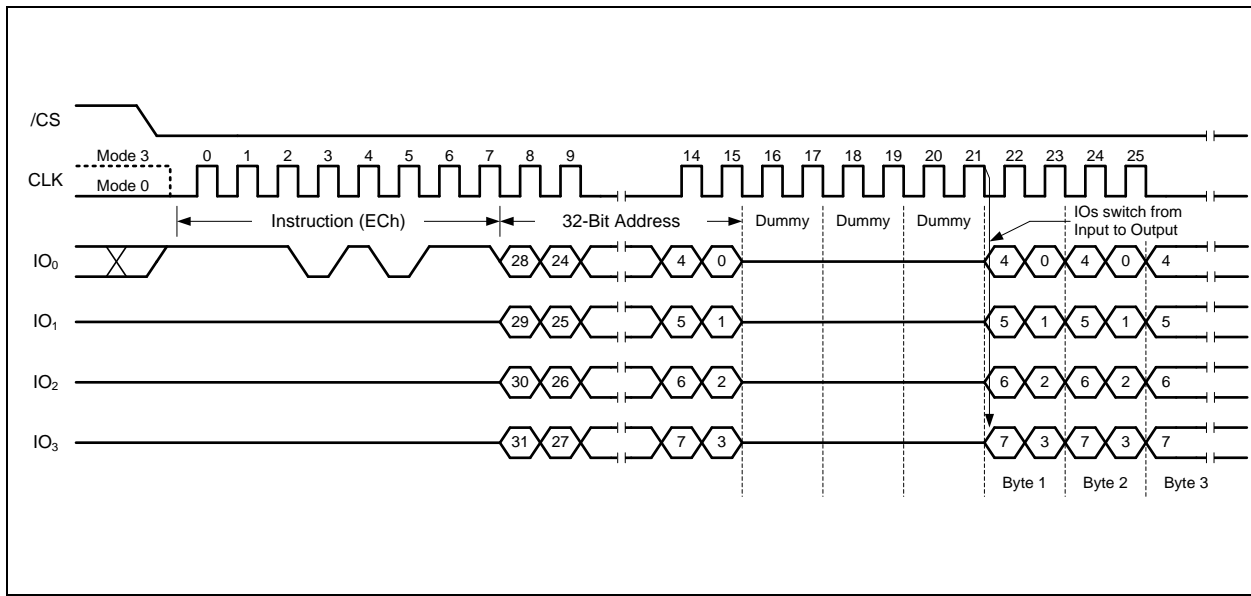 /CS
Mode 3 0 1 2 3 4 5 6 7 8 9 14 15 16 17 18 19 20 21 22 23 24 25
CLK
Mode 0
Instruction (ECh) 32-Bit Address Dummy Dummy Dummy IOs switch from
Input to Output
IO0 28 24 4 0 4 0 4 0 4
IO1 29 25 5 1 5 1 5 1 5
IO2 30 26 6 2 6 2 6 2 6
IO3 31 27 7 3 7 3 7 3 7
Byte 1 Byte 2 Byte 3